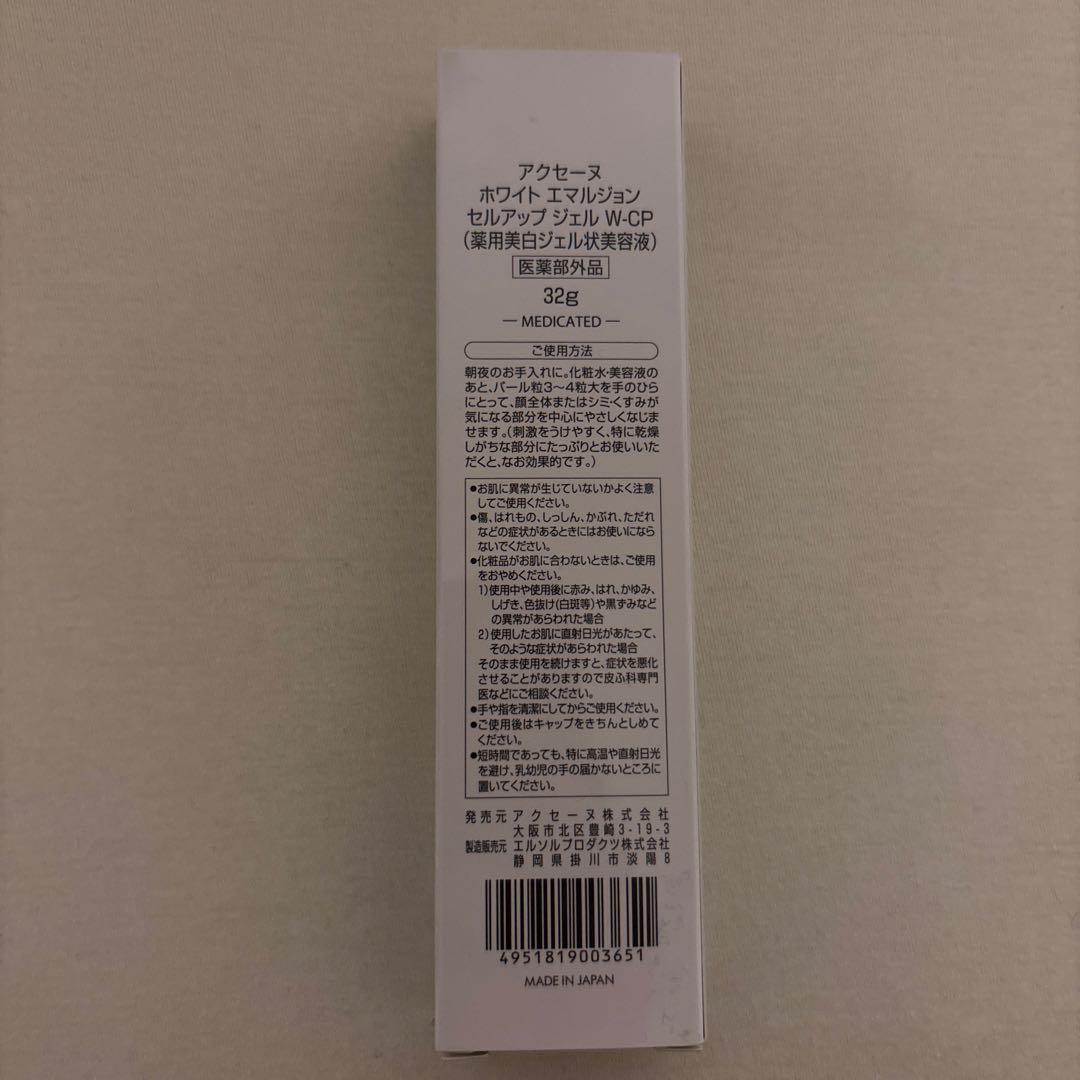 アクセーヌ
ホワイト エマルジョン
セルアップ ジェル W-CP
（薬用美白ジェル状美容液）
医薬部外品
32g
— MEDICATED —
ご使用方法
朝夜のお手入れに。化粧水・美容液の
あと、パール粒3〜4粒大を手のひら
にとって、顔全体またはシミ・くすみが
気になる部分を中心にやさしくなじま
せます。（刺激をうけやすく、特に乾燥
しがちな部分にたっぷりとお使いいた
だくと、なお効果的です。）
●お肌に異常が生じていないかよく注意
してご使用ください。
●傷、はれもの、しっしん、かぶれ、ただれ
などの症状があるときにはお使いになら
ないでください。
●化粧品がお肌に合わないときは、ご使用
をおやめください。
1）使用中や使用後に赤み、はれ、かゆみ、
しげき、色抜け（白斑等）や黒ずみなど
の異常があらわれた場合
2）使用したお肌に直射日光があたって、
そのような症状があらわれた場合
そのまま使用を続けますと、症状を悪化
させることがありますので皮ふ科専門
医などにご相談ください。
●手や指を清潔にしてからご使用ください。
●ご使用後はキャップをきちんとしめて
ください。
●短時間であっても、特に高温や直射日光
を避け、乳幼児の手の届かないところに
置いてください。
発売元 アクセーヌ株式会社
大阪市北区豊崎3-19-3
製造販売元 エルソルプロダクツ株式会社
静岡県掛川市淡陽8
4951819003651
MADE IN JAPAN